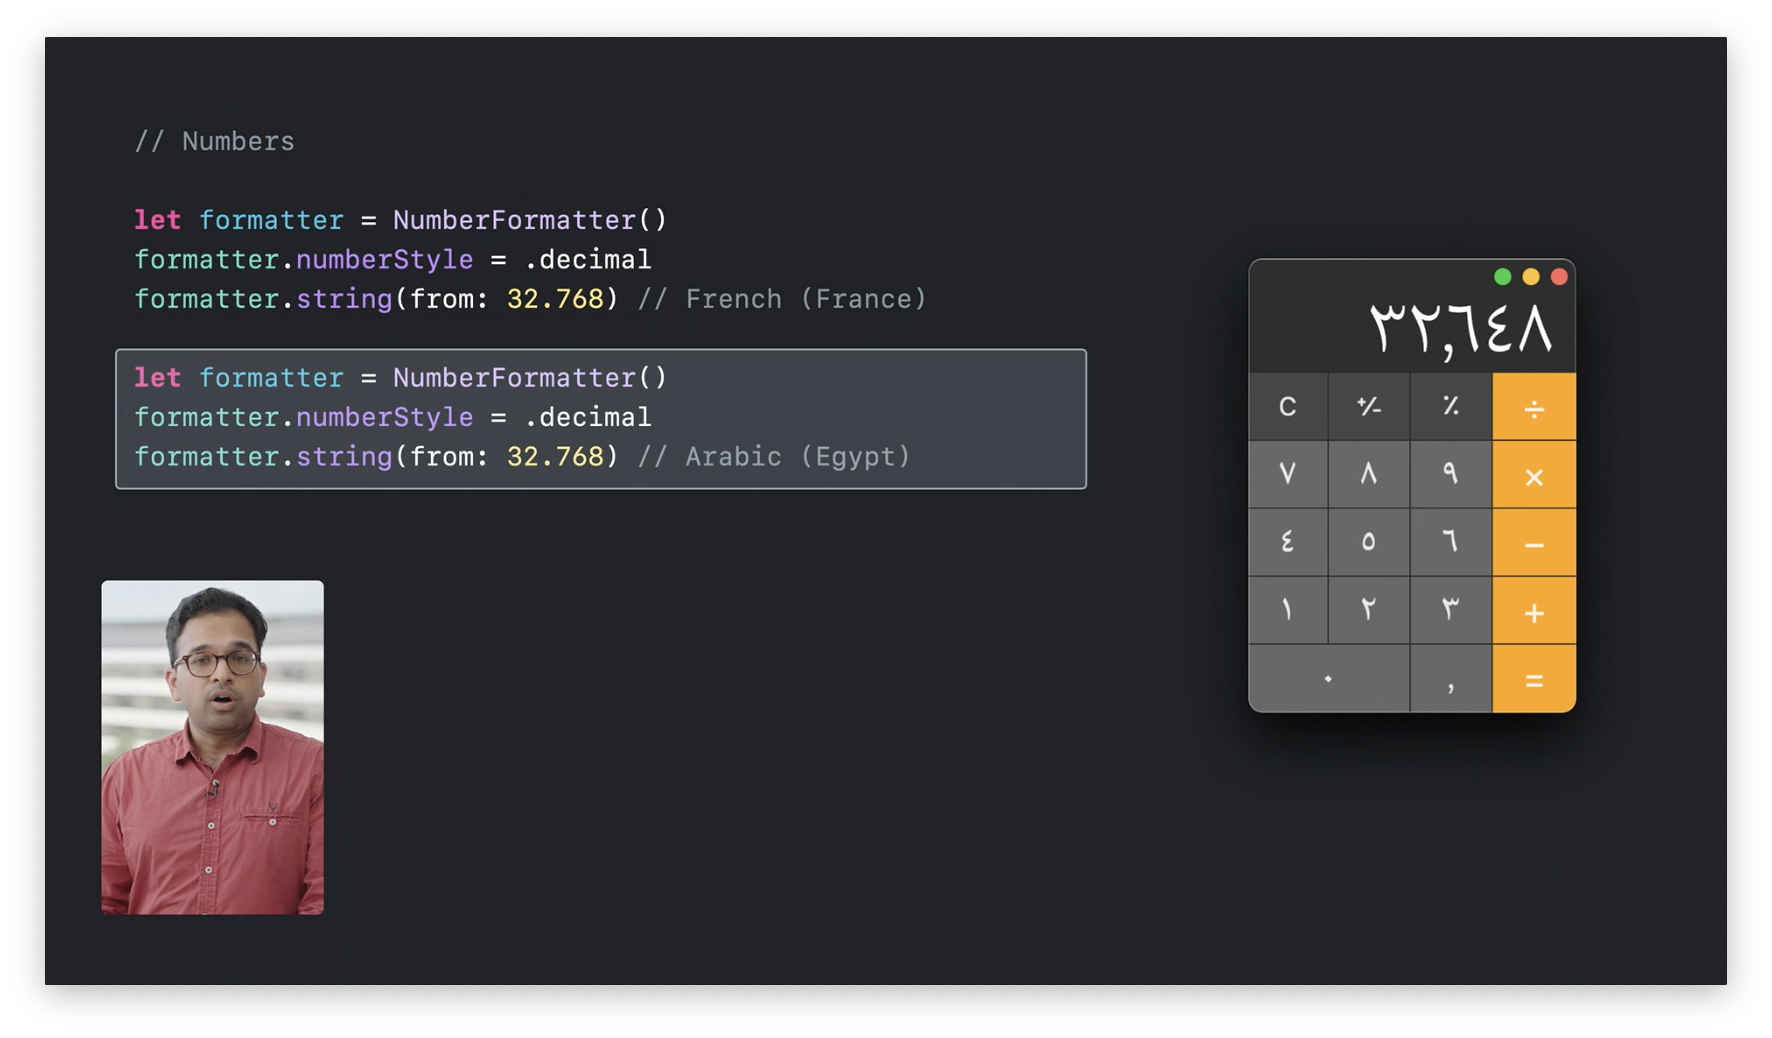 // Numbers
let formatter = NumberFormatter()
formatter.numberStyle = .decimal
formatter.string(from: 32.768) // French (France)
let formatter = NumberFormatter()
formatter.numberStyle = .decimal
formatter.string(from: 32.768) // Arabic (Egypt)
٣٢,٦٤٨
C +/- ٪ ÷
٧ ٨ ٩ ×
٤ ٥ ٦ −
١ ٢ ٣ +
٠ , =